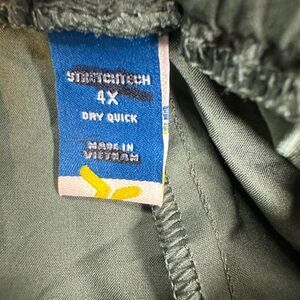 STRETCHTECH
4X
DRY QUICK
MADE IN
VIETNAM